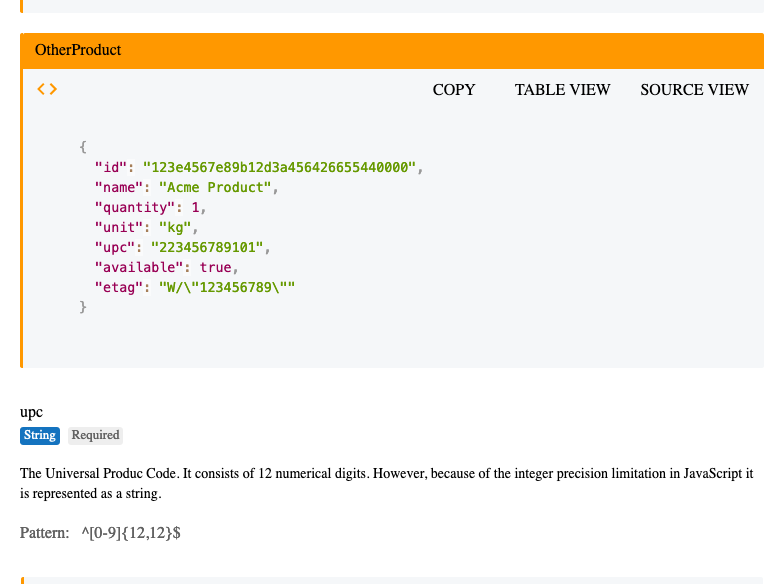 OtherProduct
<> COPY TABLE VIEW SOURCE VIEW
{
"id": "123e4567e89b12d3a456426655440000",
"name": "Acme Product",
"quantity": 1,
"unit": "kg",
"upc": "223456789101",
"available": true,
"etag": "W/\"123456789\""
}
upc
String Required
The Universal Produc Code. It consists of 12 numerical digits. However, because of the integer precision limitation in JavaScript it
is represented as a string.
Pattern: ^[0-9]{12,12}$